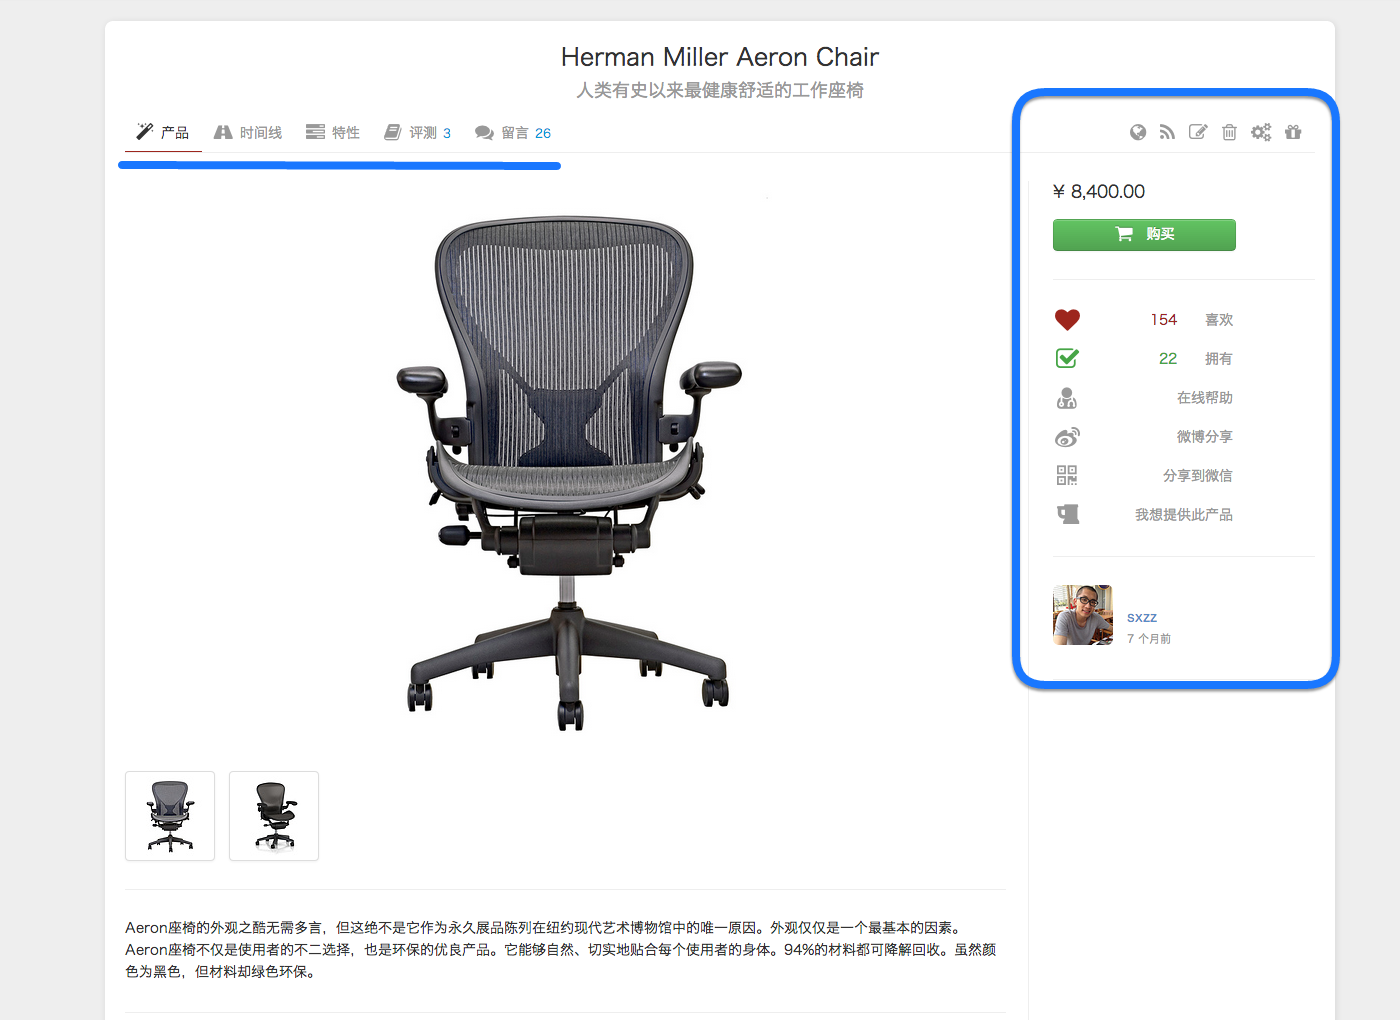 Herman Miller Aeron Chair
人类有史以来最健康舒适的工作座椅
产品 时间线 特性 评测 3 留言 26
¥ 8,400.00
购买
154 喜欢
22 拥有
在线帮助
微博分享
分享到微信
我想提供此产品
sxzz
7 个月前
Aeron座椅的外观之酷无需多言，但这绝不是它作为永久展品陈列在纽约现代艺术博物馆中的唯一原因。外观仅仅是一个最基本的因素。
Aeron座椅不仅是使用者的不二选择，也是环保的优良产品。它能够自然、切实地贴合每个使用者的身体。94%的材料都可降解回收。虽然颜
色为黑色，但材料却绿色环保。